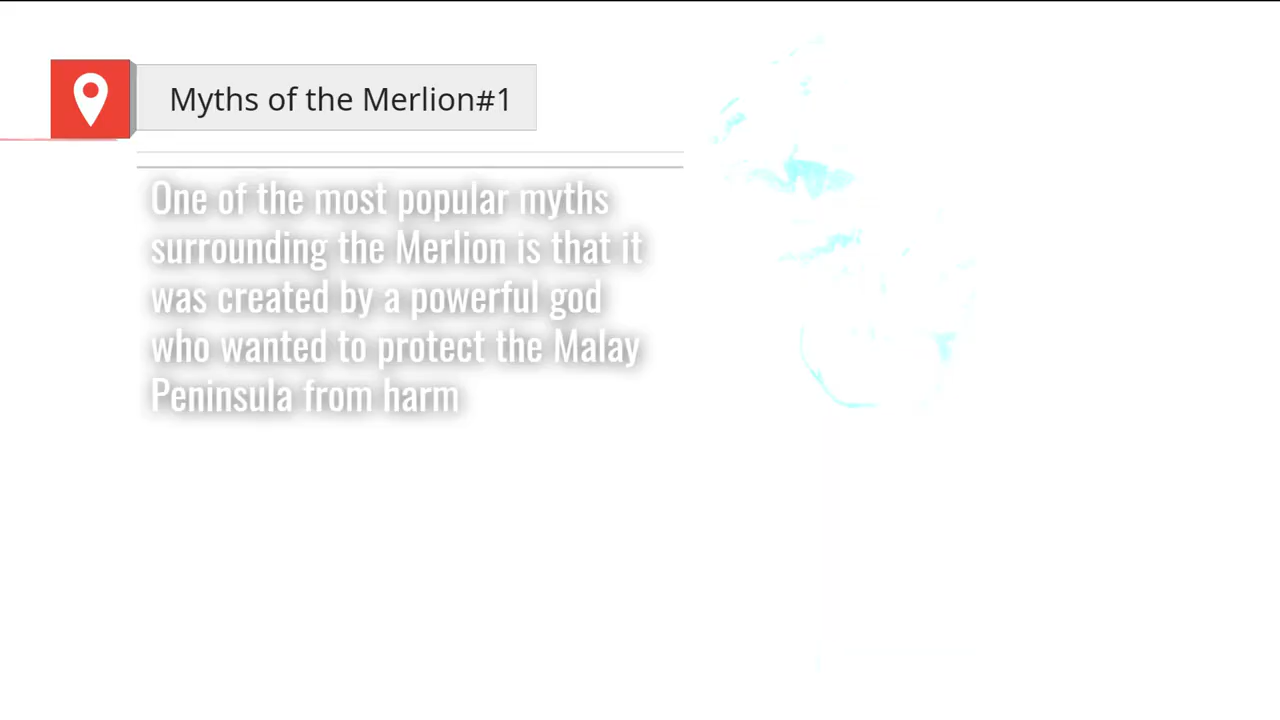 Myths of the Merlion#1
One of the most popular myths
surrounding the Merlion is that it
was created by a powerful god
who wanted to protect the Malay
Peninsula from harm